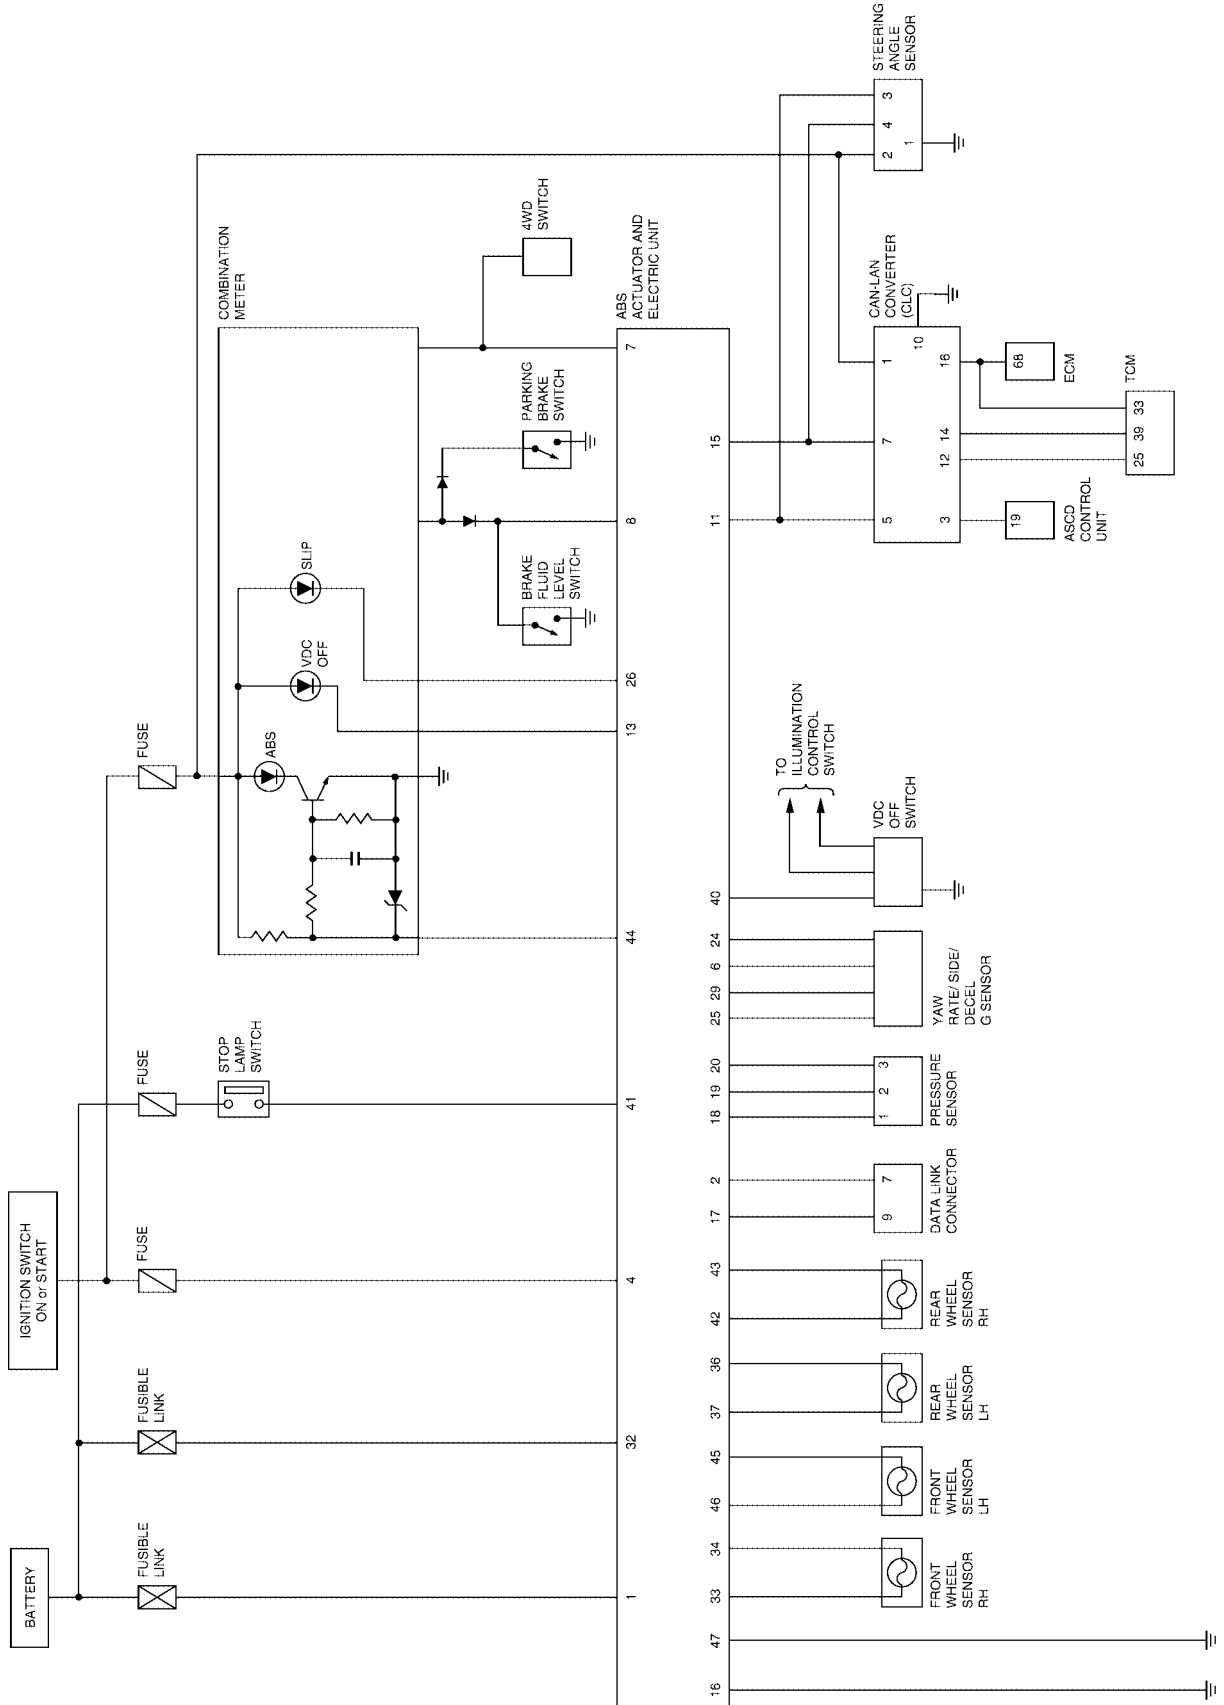 BATTERY
IGNITION SWITCH
ON or START
FUSIBLE
LINK
FUSIBLE
LINK
FUSE
FUSE
FUSE
STOP
LAMP
SWITCH
COMBINATION
METER
ABS
VDC
OFF
SLIP
BRAKE
FLUID
LEVEL
SWITCH
PARKING
BRAKE
SWITCH
4WD
SWITCH
ABS
ACTUATOR AND
ELECTRIC UNIT
1
32
4
41
44
13
26
8
7
16
47
33
34
46
45
37
36
42
43
17
2
18
19
20
25
29
6
24
40
11
15
FRONT
WHEEL
SENSOR
RH
FRONT
WHEEL
SENSOR
LH
REAR
WHEEL
SENSOR
LH
REAR
WHEEL
SENSOR
RH
9
7
DATA LINK
CONNECTOR
1
2
3
PRESSURE
SENSOR
YAW
RATE/ SIDE/
DECEL
G SENSOR
TO
ILLUMINATION
CONTROL
SWITCH
VDC
OFF
SWITCH
CAN-LAN
CONVERTER
(CLC)
5
7
1
10
3
12
14
16
19
ASCD
CONTROL
UNIT
68
ECM
TCM
25
39
33
STEERING
ANGLE
SENSOR
2
4
3
1